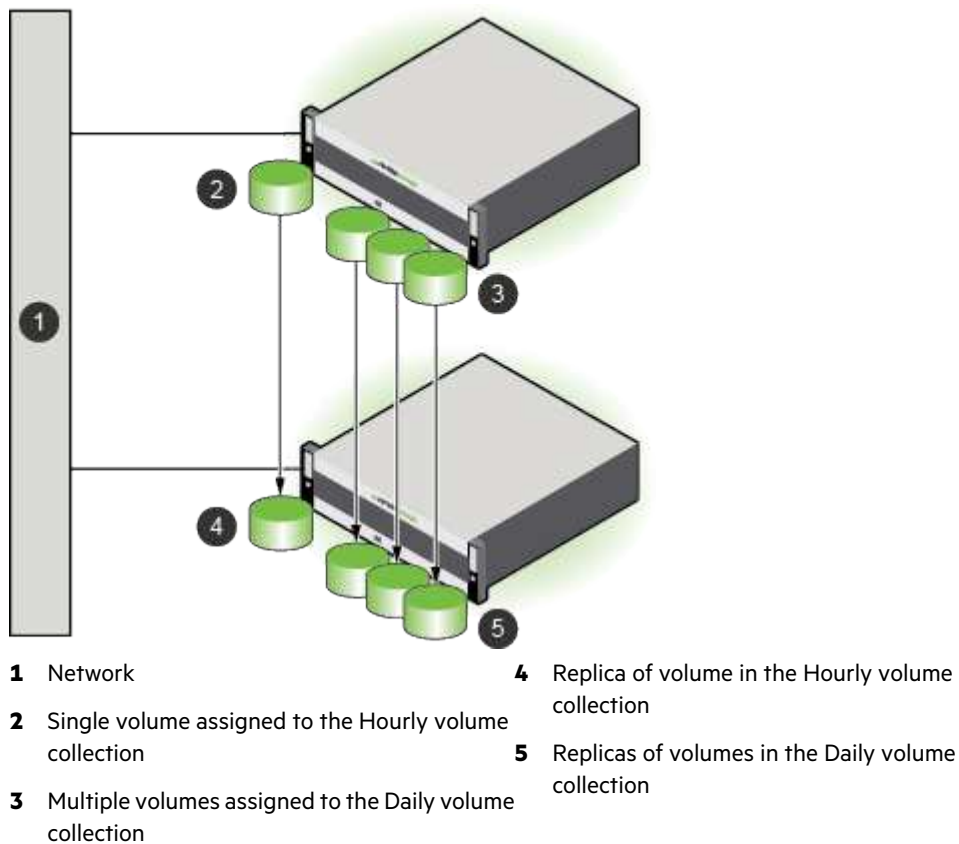 2
3
1
4
5
1 Network
2 Single volume assigned to the Hourly volume
collection
3 Multiple volumes assigned to the Daily volume
collection
4 Replica of volume in the Hourly volume
collection
5 Replicas of volumes in the Daily volume
collection